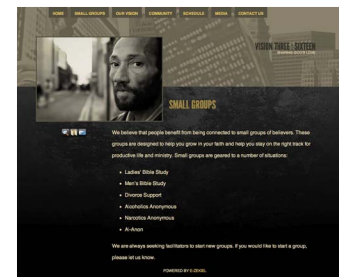 HOME SMALL GROUPS OUR VISION COMMUNITY SCHEDULE MEDIA CONTACT US
VISION THREE : SIXTEEN
SMALL GROUPS
We believe that people benefit from being connected to small groups of believers. These
groups are designed to help you grow in your faith and help you stay on the right track for
productive life and ministry. Small groups are geared to a number of situations:
• Ladies' Bible Study
• Men's Bible Study
• Divorce Support
• Alcoholics Anonymous
• Narcotics Anonymous
• Al-Anon
We are always seeking facilitators to start new groups. If you would like to start a group,
please let us know.
POWERED BY E-ZEKIEL